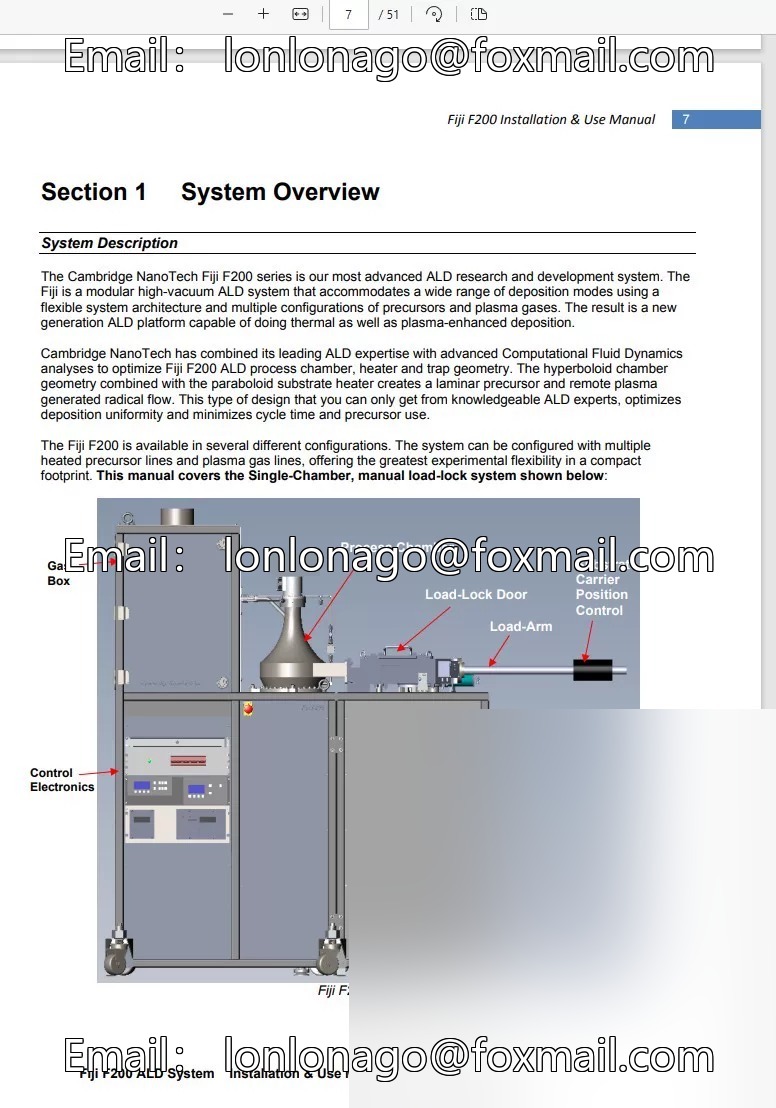 7 / 51
Email： lonlonago@foxmail.com
Fiji F200 Installation & Use Manual 7
Section 1 System Overview
System Description
The Cambridge NanoTech Fiji F200 series is our most advanced ALD research and development system. The
Fiji is a modular high-vacuum ALD system that accommodates a wide range of deposition modes using a
flexible system architecture and multiple configurations of precursors and plasma gases. The result is a new
generation ALD platform capable of doing thermal as well as plasma-enhanced deposition.
Cambridge NanoTech has combined its leading ALD expertise with advanced Computational Fluid Dynamics
analyses to optimize Fiji F200 ALD process chamber, heater and trap geometry. The hyperboloid chamber
geometry combined with the paraboloid substrate heater creates a laminar precursor and remote plasma
generated radical flow. This type of design that you can only get from knowledgeable ALD experts, optimizes
deposition uniformity and minimizes cycle time and precursor use.
The Fiji F200 is available in several different configurations. The system can be configured with multiple
heated precursor lines and plasma gas lines, offering the greatest experimental flexibility in a compact
footprint. This manual covers the Single-Chamber, manual load-lock system shown below:
Process
Email： lonlonago@foxmail.com
Gas
Box
Carrier
Position
Control
Load-Lock Door
Load-Arm
Control
Electronics
Fiji
Email： lonlonago@foxmail.com
Fiji F200 ALD System Installation & Use